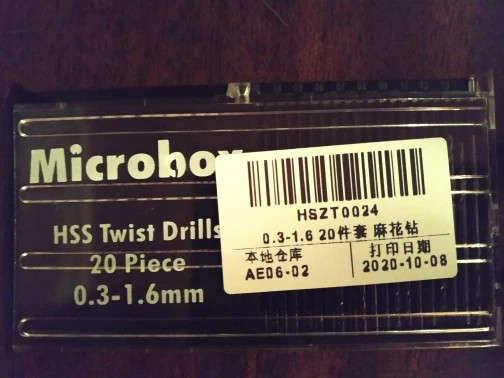 Microbox
HSS Twist Drills
20 Piece
0.3-1.6mm
HSZT0024
0.3-1.6 20件套 麻花钻
本地仓库
AE06-02
打印日期
2020-10-08